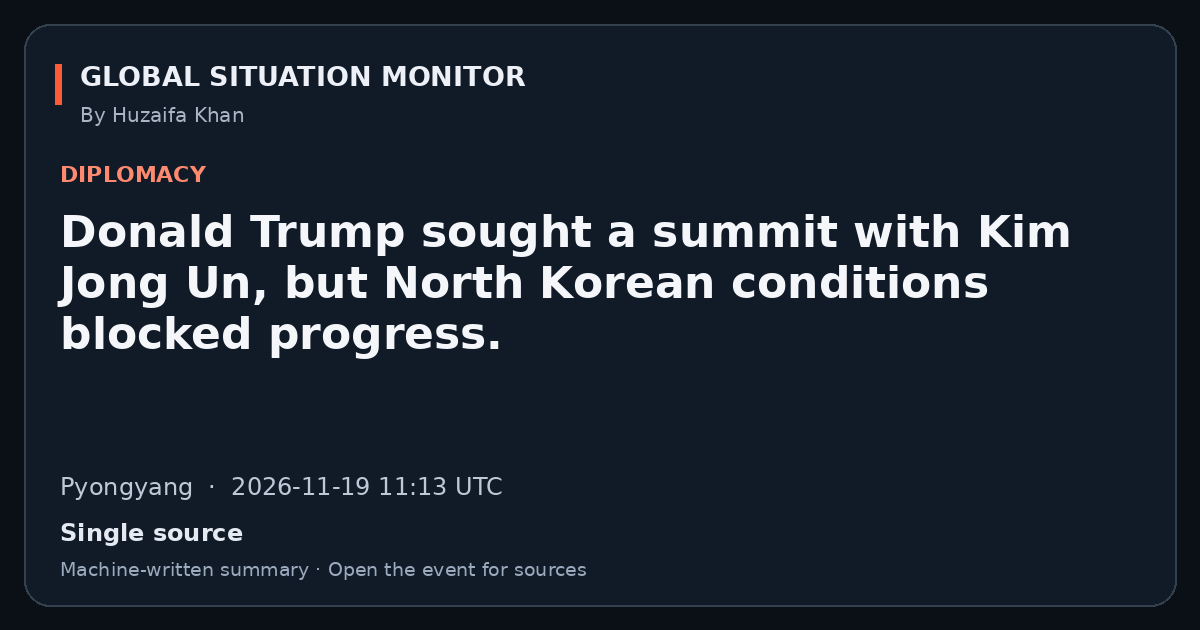 GLOBAL SITUATION MONITOR
By Huzaifa Khan
DIPLOMACY
Donald Trump sought a summit with Kim
Jong Un, but North Korean conditions
blocked progress.
Pyongyang · 2026-11-19 11:13 UTC
Single source
Machine-written summary · Open the event for sources